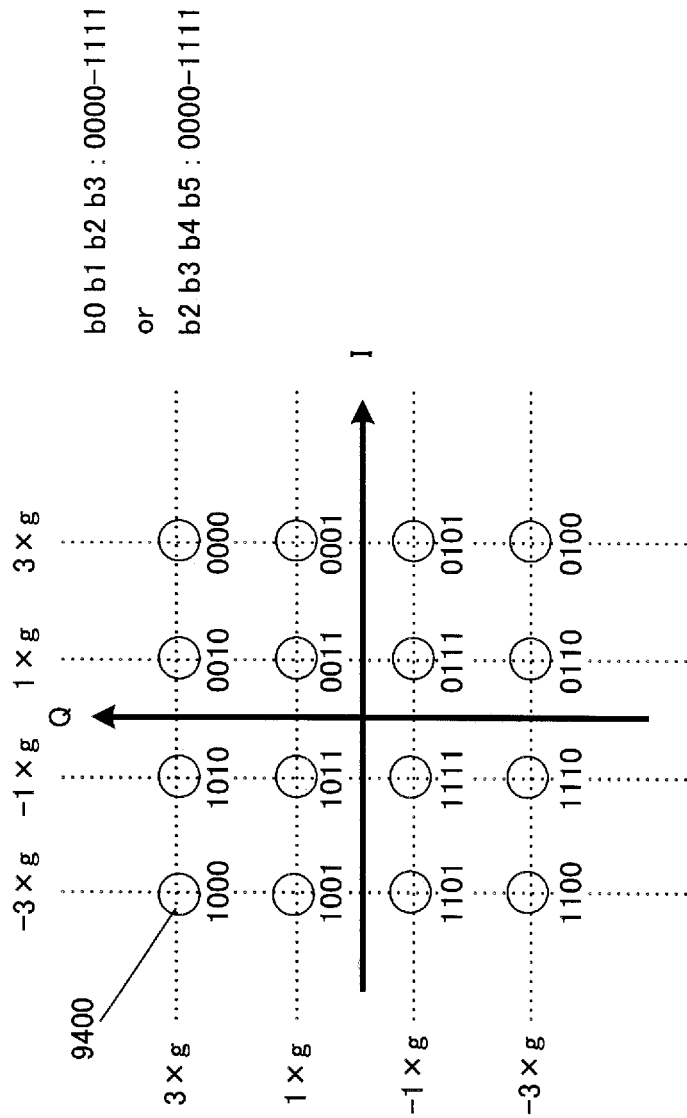 b0 b1 b2 b3 : 0000-1111
or
b2 b3 b4 b5 : 0000-1111
-3×g -1×g 1×g 3×g
Q
9400
3×g
1000 1010 0010 0000
1×g
1001 1011 0011 0001
I
-1×g
1101 1111 0111 0101
-3×g
1100 1110 0110 0100